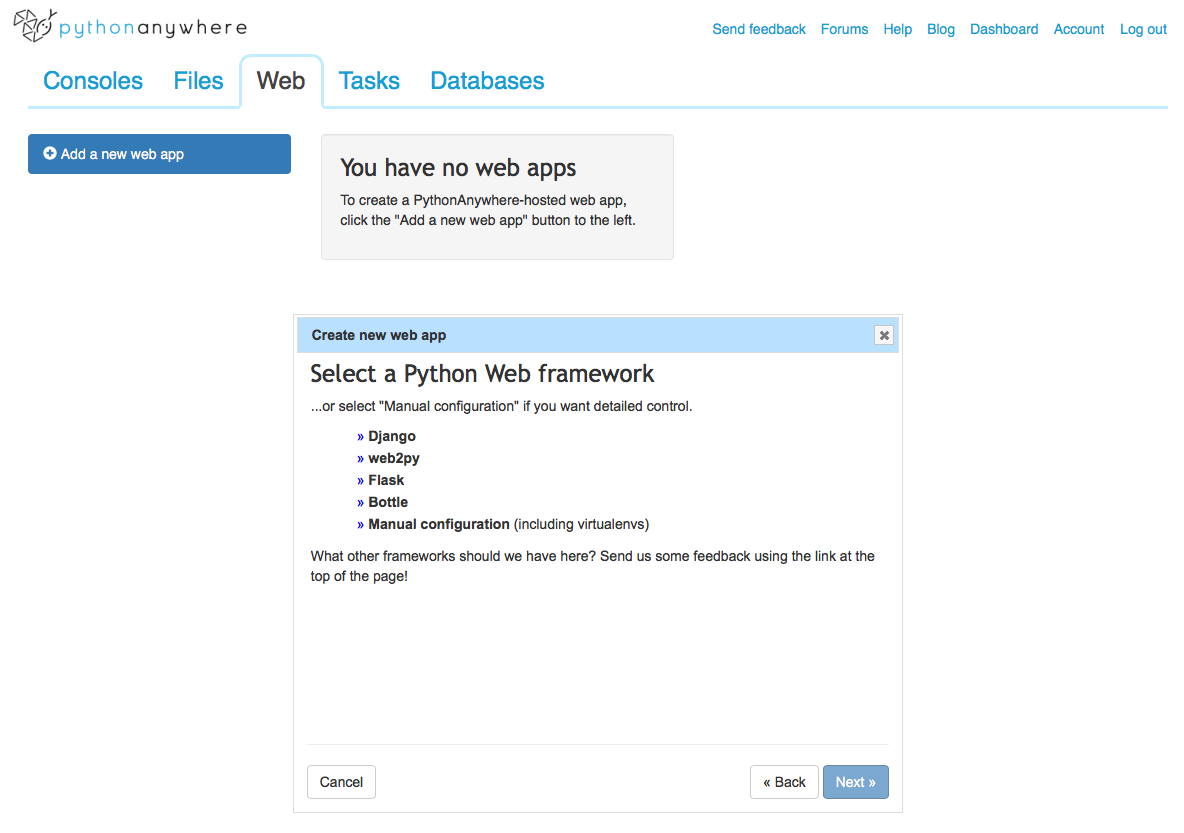 pythonanywhere
Send feedback Forums Help Blog Dashboard Account Log out
Consoles Files Web Tasks Databases
Add a new web app
You have no web apps
To create a PythonAnywhere-hosted web app,
click the "Add a new web app" button to the left.
Create new web app
Select a Python Web framework
...or select "Manual configuration" if you want detailed control.
» Django
» web2py
» Flask
» Bottle
» Manual configuration (including virtualenvs)
What other frameworks should we have here? Send us some feedback using the link at the
top of the page!
Cancel « Back Next »